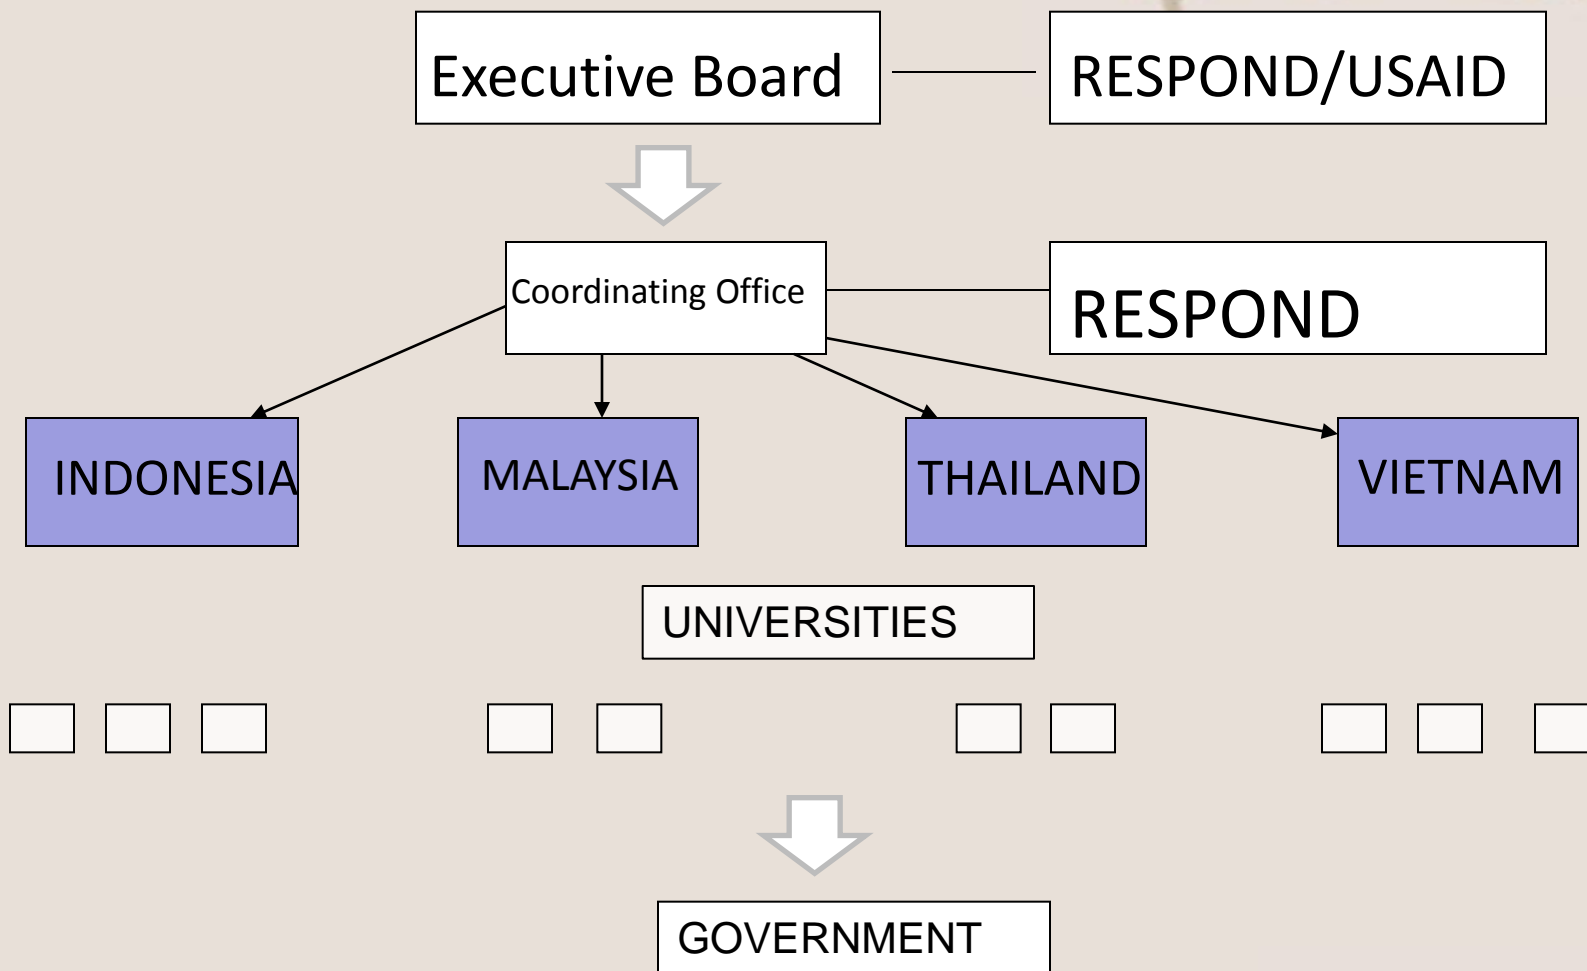 Executive Board
RESPOND/USAID
Coordinating Office
RESPOND
INDONESIA
MALAYSIA
THAILAND
VIETNAM
UNIVERSITIES
GOVERNMENT